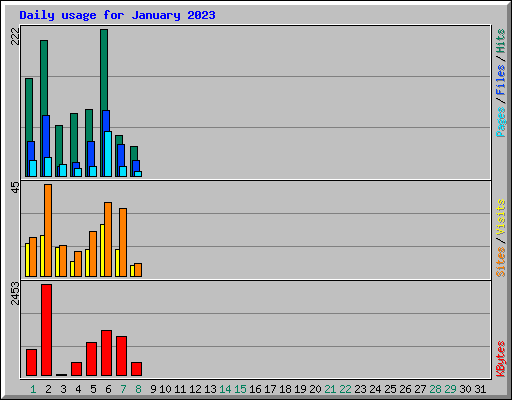 Daily usage for January 2023
222
Pages / Files / Hits
45
Sites / Visits
2453
KBytes
1 2 3 4 5 6 7 8 9 10 11 12 13 14 15 16 17 18 19 20 21 22 23 24 25 26 27 28 29 30 31